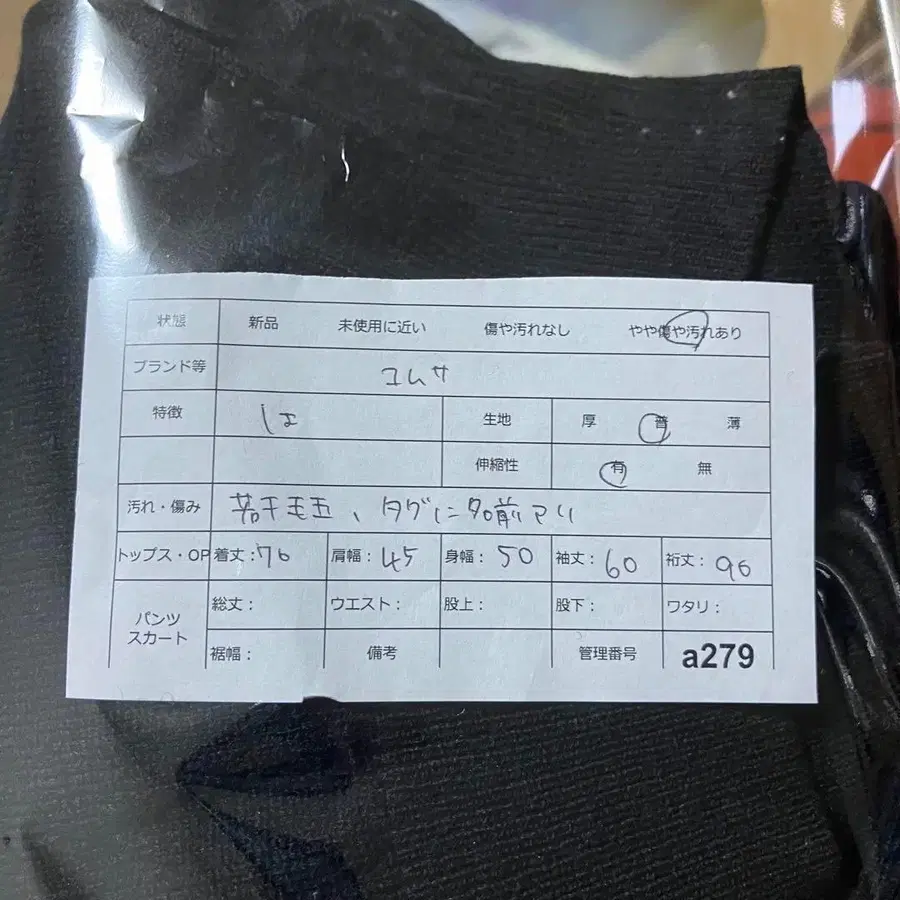 状態 新品 未使用に近い 傷や汚れなし やや傷や汚れあり
ブランド等 コムサ
特徴 生地 厚 普 薄
伸縮性 有 無
汚れ・傷み 若干毛玉、タグに名前アリ
トップス・OP 着丈:76 肩幅:45 身幅:50 袖丈:60 裄丈:90
パンツ スカート 総丈: ウエスト: 股上: 股下: ワタリ:
裾幅: 備考 管理番号 a279